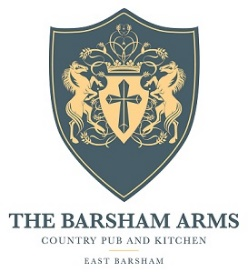 THE BARSHAM ARMS
COUNTRY PUB AND KITCHEN
EAST BARSHAM